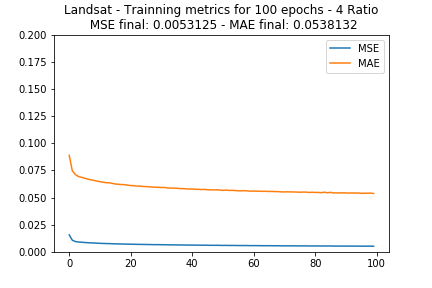 Landsat - Trainning metrics for 100 epochs - 4 Ratio
MSE final: 0.0053125 - MAE final: 0.0538132
0.200
0.175
0.150
0.125
0.100
0.075
0.050
0.025
0.000
MSE
MAE
0 20 40 60 80 100